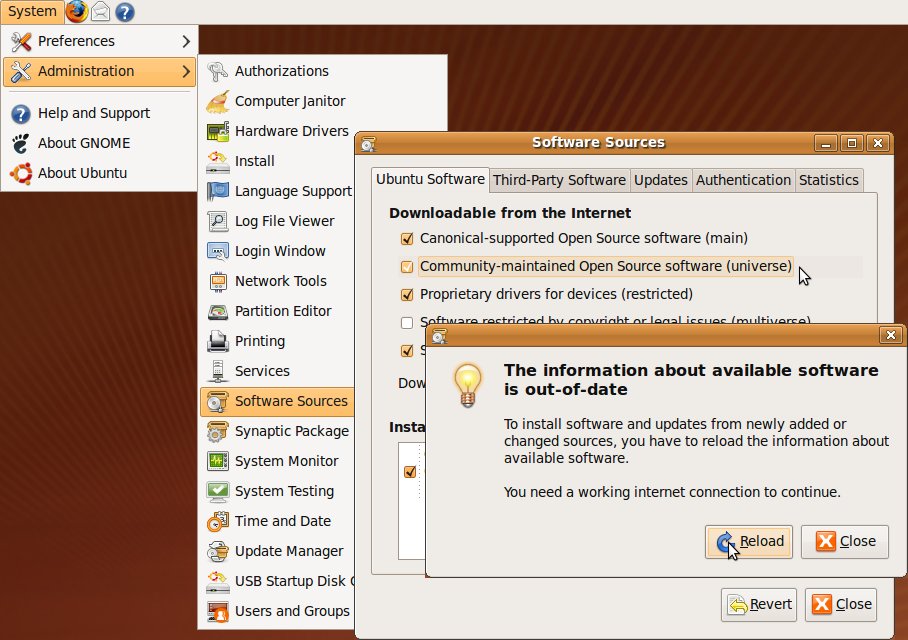 System
Preferences
Administration
Help and Support
About GNOME
About Ubuntu
Authorizations
Computer Janitor
Hardware Drivers
Install
Language Support
Log File Viewer
Login Window
Network Tools
Partition Editor
Printing
Services
Software Sources
Synaptic Package
System Monitor
System Testing
Time and Date
Update Manager
USB Startup Disk
Users and Groups
Software Sources
Ubuntu Software Third-Party Software Updates Authentication Statistics
Downloadable from the Internet
Canonical-supported Open Source software (main)
Community-maintained Open Source software (universe)
Proprietary drivers for devices (restricted)
Software restricted by copyright or legal issues (multiverse)
S
Dow
Insta
The information about available software
is out-of-date
To install software and updates from newly added or
changed sources, you have to reload the information about
available software.
You need a working internet connection to continue.
Reload Close
Revert Close